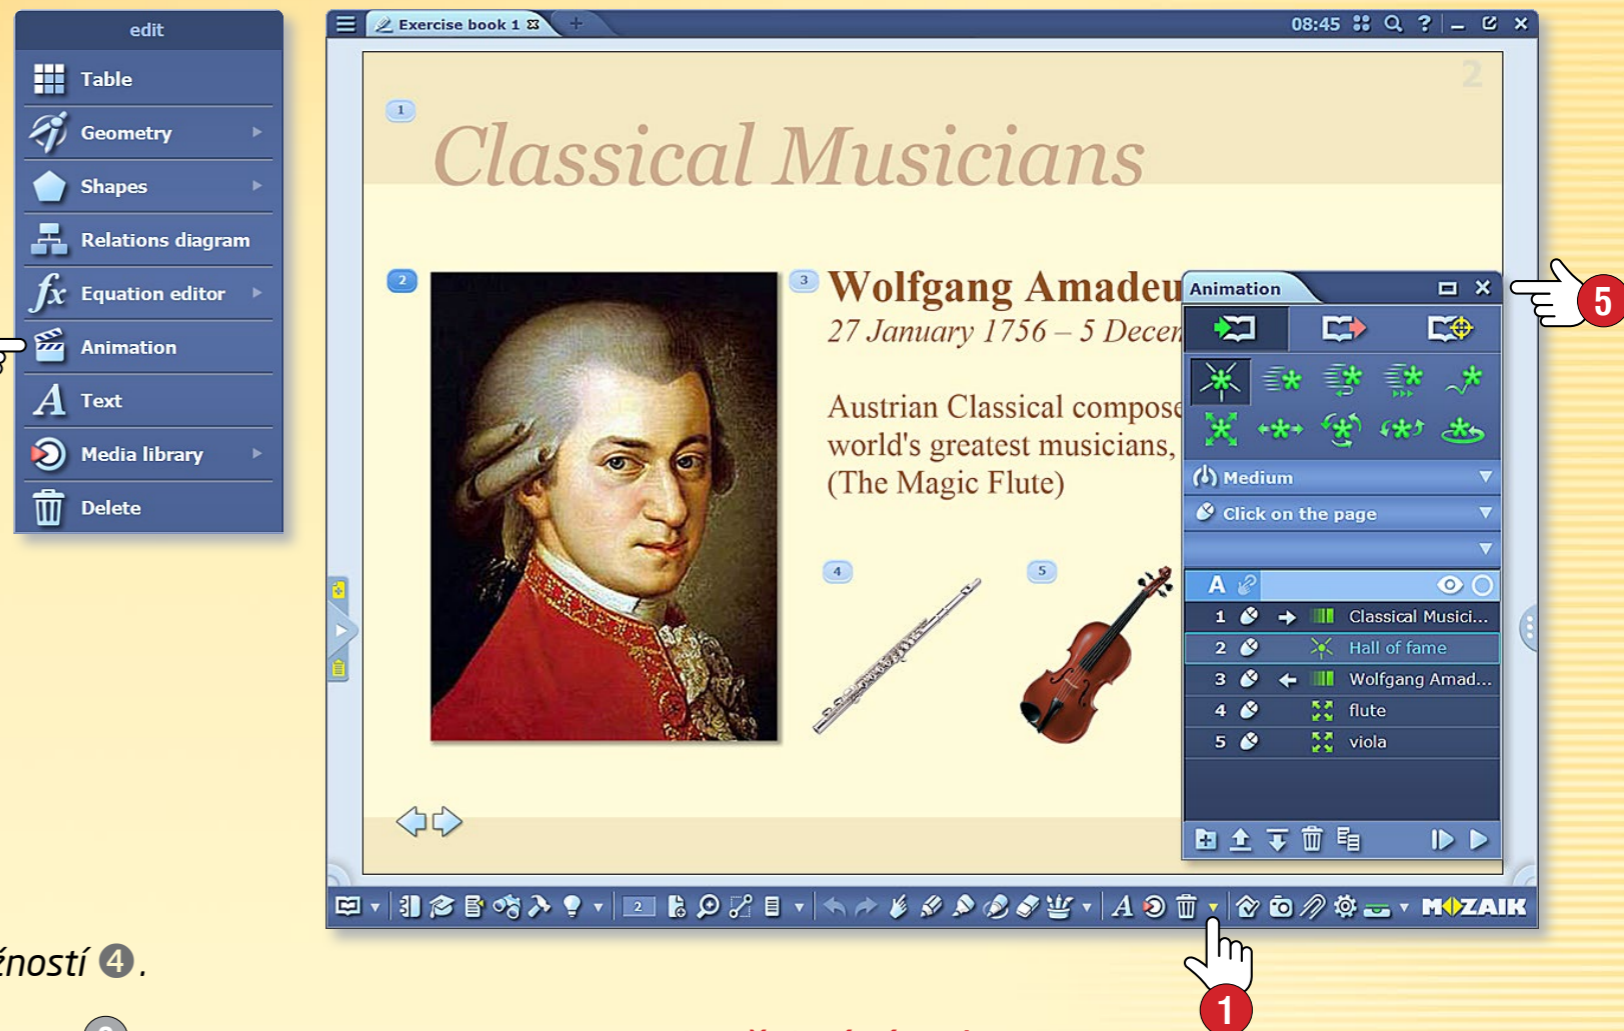 edit
Table
Geometry
Shapes
Relations diagram
fx Equation editor
Animation
A Text
Media library
Delete
Exercise book 1
08:45
?
2
1
Classical Musicians
2
3
Wolfgang Amadeu
27 January 1756 – 5 Decem
Austrian Classical compose
world's greatest musicians,
(The Magic Flute)
4
5
Animation
Medium
Click on the page
A
1 Classical Musici...
2 Hall of fame
3 Wolfgang Amad...
4 flute
5 viola
5
2
A
MOZAIK
1
žností 4.